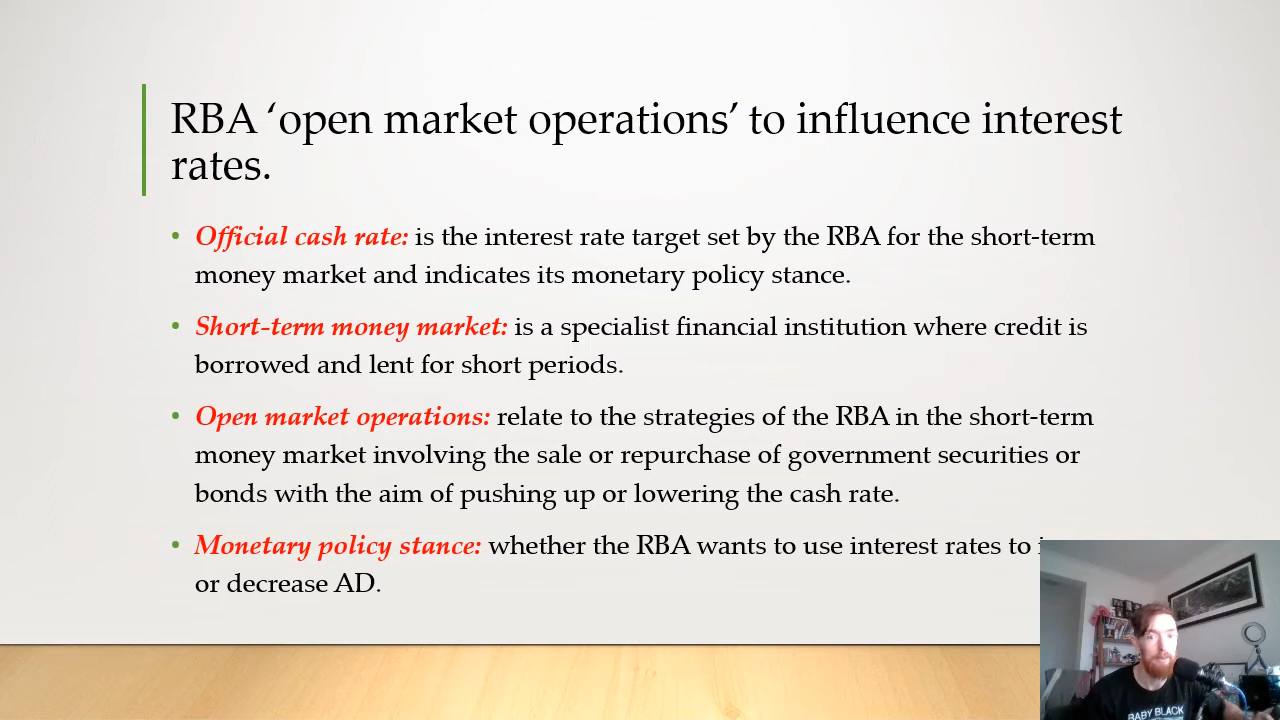 RBA ‘open market operations’ to influence interest
rates.
• Official cash rate: is the interest rate target set by the RBA for the short-term
money market and indicates its monetary policy stance.
• Short-term money market: is a specialist financial institution where credit is
borrowed and lent for short periods.
• Open market operations: relate to the strategies of the RBA in the short-term
money market involving the sale or repurchase of government securities or
bonds with the aim of pushing up or lowering the cash rate.
• Monetary policy stance: whether the RBA wants to use interest rates to
or decrease AD.
BABY BLACK